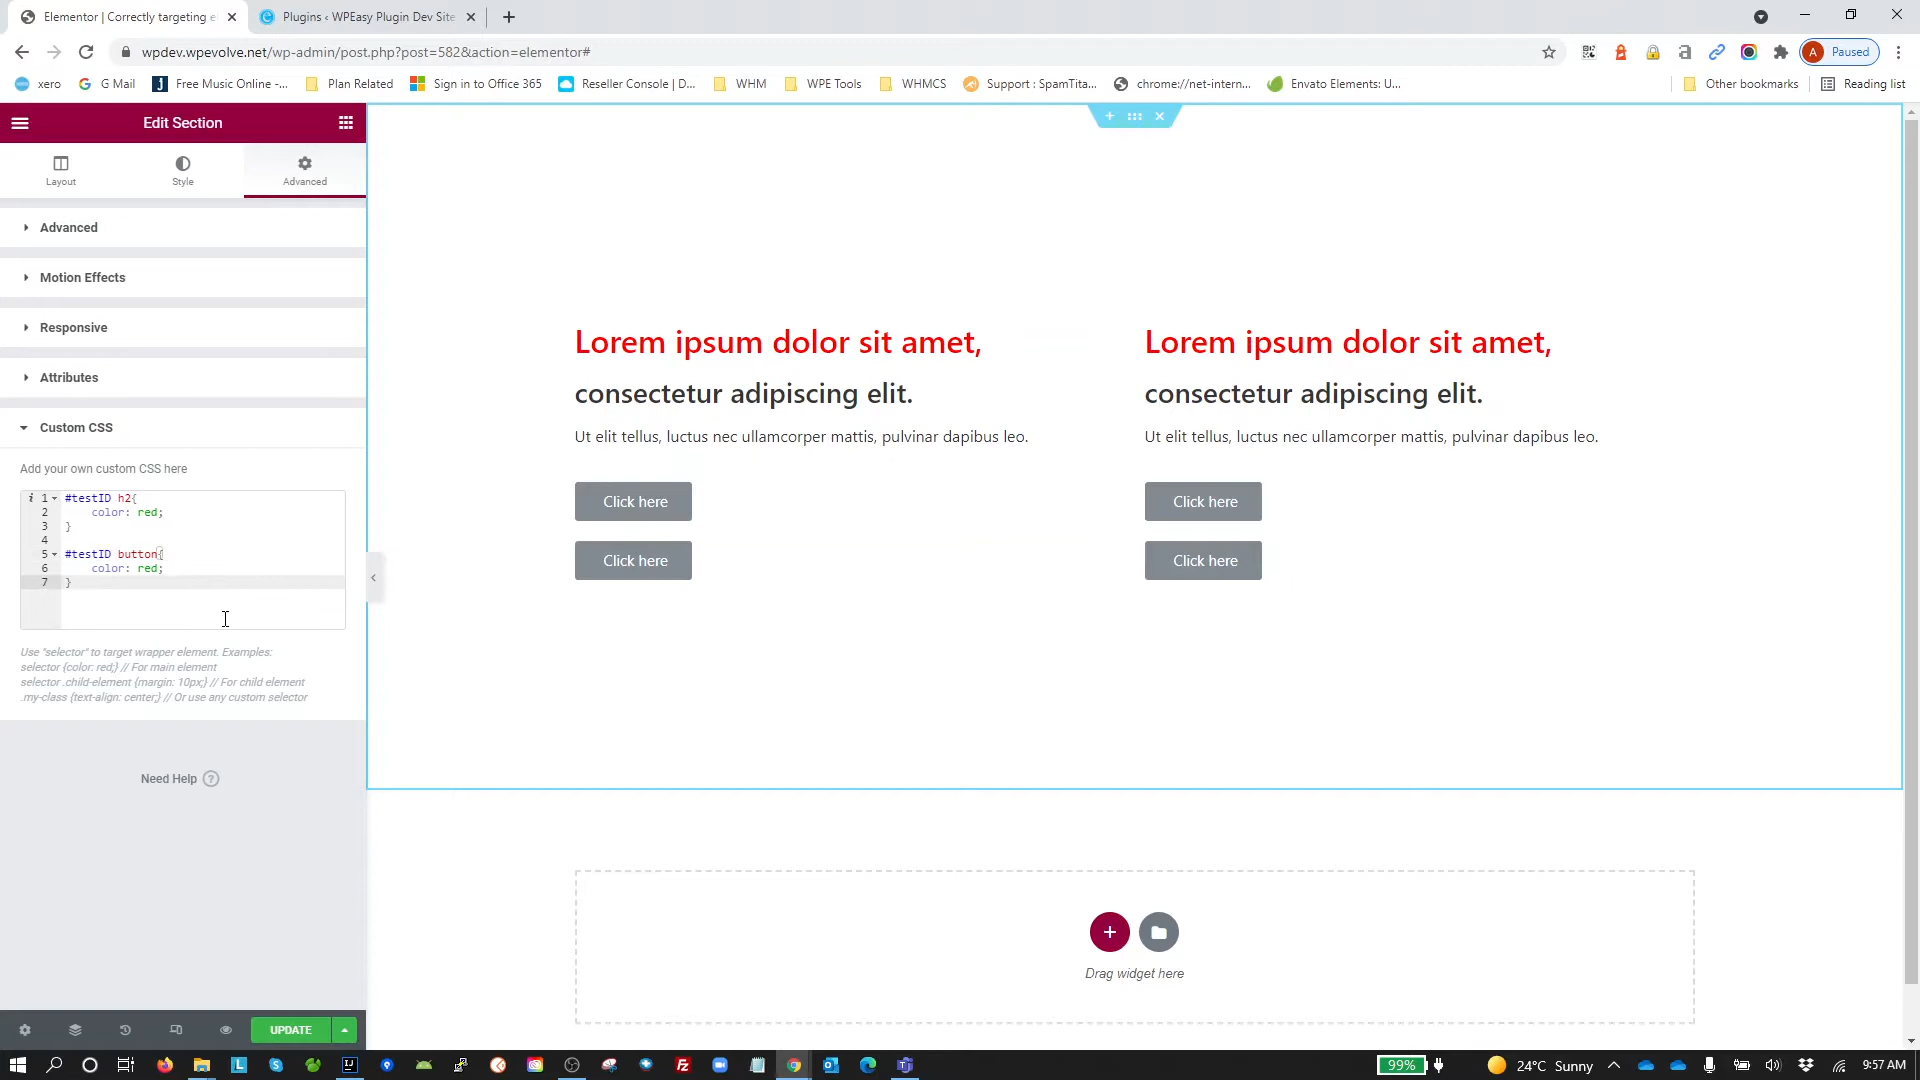 Elementor | Correctly targeting e
Plugins ‹ WPEasy Plugin Dev Site
wpdev.wpevolve.net/wp-admin/post.php?post=582&action=elementor#
A Paused
xero
G Mail
Free Music Online -...
Plan Related
Sign in to Office 365
Reseller Console | D...
WHM
WPE Tools
WHMCS
Support : SpamTita...
chrome://net-intern...
Envato Elements: U...
Other bookmarks
Reading list
Edit Section
Layout
Style
Advanced
Advanced
Motion Effects
Responsive
Attributes
Custom CSS
Add your own custom CSS here
i 1 #testID h2{
2 color: red;
3 }
4
5 #testID button{
6 color: red;
7 }
Use "selector" to target wrapper element. Examples:
selector {color: red;} // For main element
selector .child-element {margin: 10px;} // For child element
.my-class {text-align: center;} // Or use any custom selector
Need Help ?
UPDATE
Lorem ipsum dolor sit amet,
consectetur adipiscing elit.
Ut elit tellus, luctus nec ullamcorper mattis, pulvinar dapibus leo.
Click here
Click here
Lorem ipsum dolor sit amet,
consectetur adipiscing elit.
Ut elit tellus, luctus nec ullamcorper mattis, pulvinar dapibus leo.
Click here
Click here
Drag widget here
99%
24°C Sunny
9:57 AM